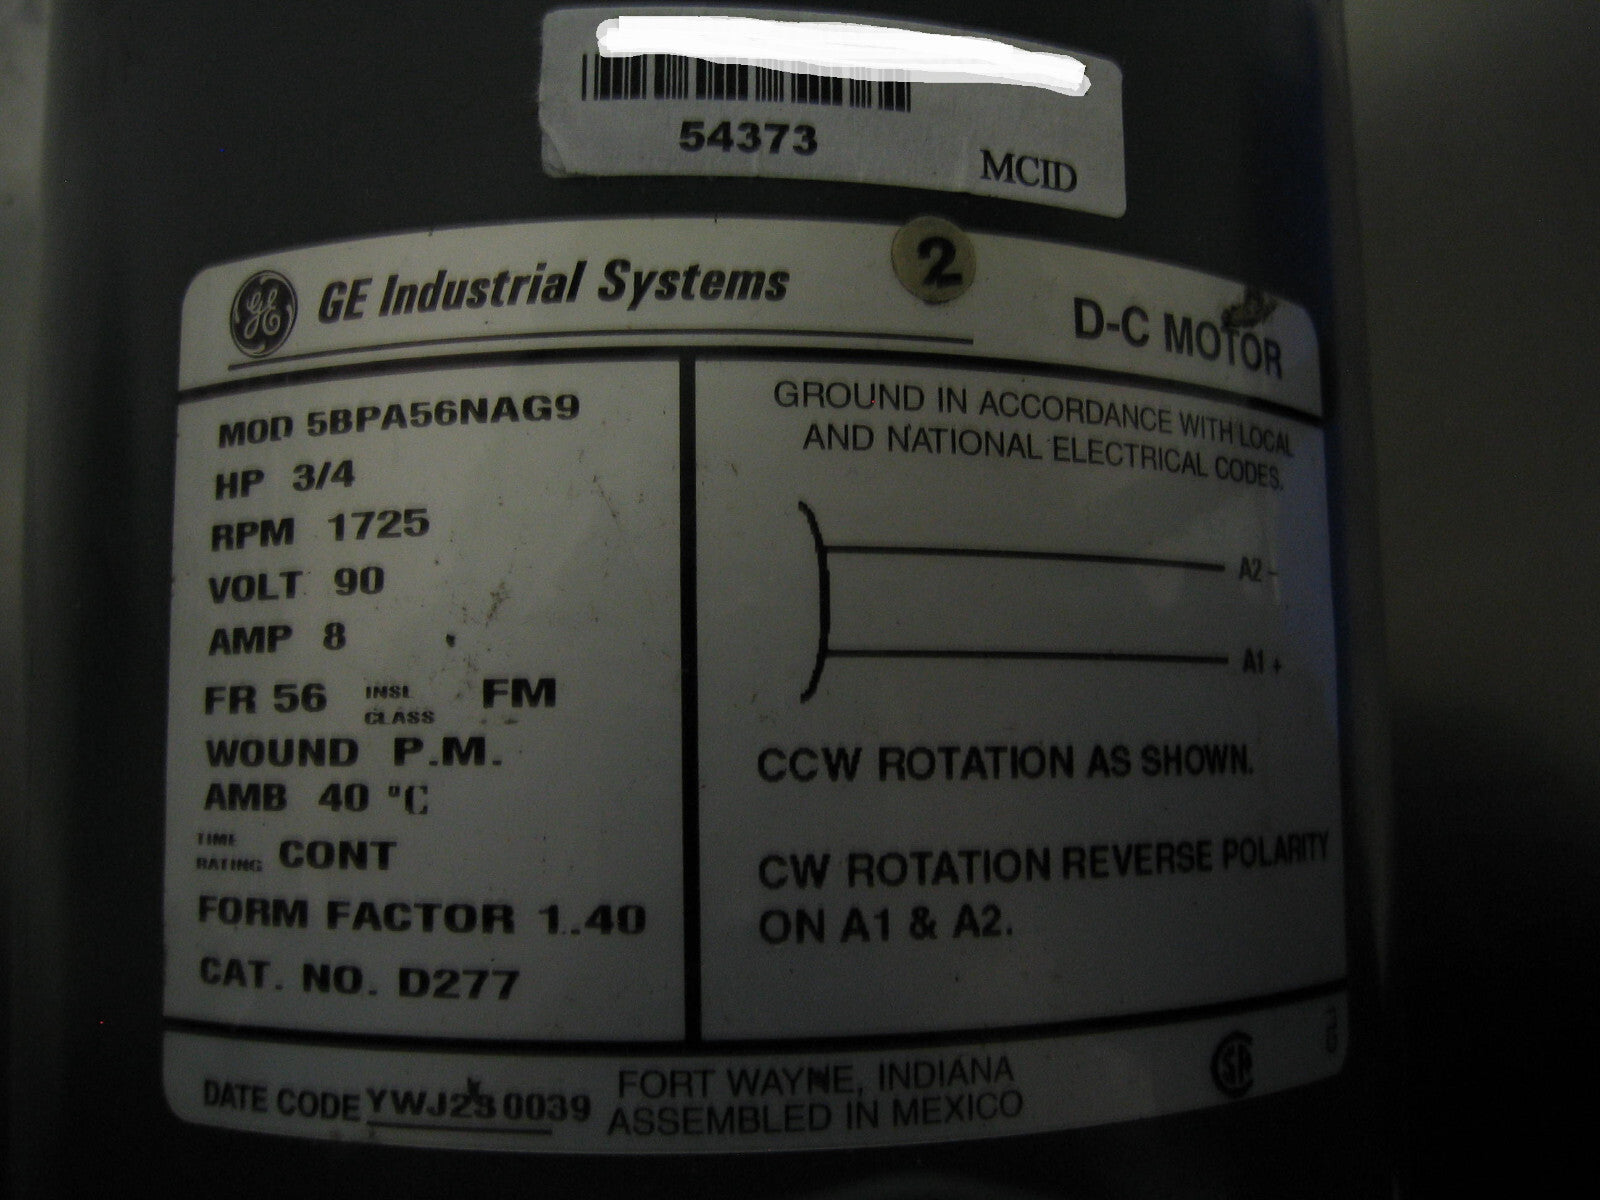 54373
MCID
GE GE Industrial Systems
2
D-C MOTOR
MOD 5BPA56NAG9
HP 3/4
RPM 1725
VOLT 90
AMP 8
FR 56 INSL CLASS FM
WOUND P.M.
AMB 40 °C
TIME RATING CONT
FORM FACTOR 1.40
CAT. NO. D277
GROUND IN ACCORDANCE WITH LOCAL
AND NATIONAL ELECTRICAL CODES.
A2 -
A1 +
CCW ROTATION AS SHOWN.
CW ROTATION REVERSE POLARITY
ON A1 & A2.
DATE CODE 0039
FORT WAYNE, INDIANA
ASSEMBLED IN MEXICO
SA